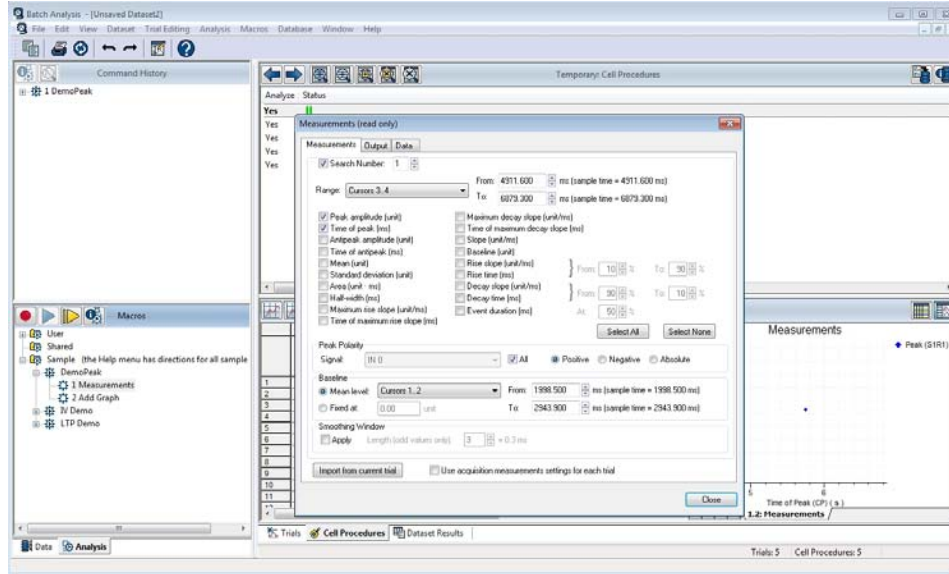 Batch Analysis - [Unsaved Dataset2]
File Edit View Dataset Trial Editing Analysis Macros Database Window Help
Command History
1 DemoPeak
Temporary: Cell Procedures
Analyze Status
Yes
Yes
Yes
Yes
Yes
Measurements (read only)
Measurements Output Data
Search Number: 1
Range: Cursors 3..4
From: 4911.600 ms (sample time = 4911.600 ms)
To: 6879.300 ms (sample time = 6879.300 ms)
Peak amplitude (unit)
Time of peak (ms)
Antipeak amplitude (unit)
Time of antipeak (ms)
Mean (unit)
Standard deviation (unit)
Area (unit · ms)
Half-width (ms)
Maximum rise slope (unit/ms)
Time of maximum rise slope (ms)
Maximum decay slope (unit/ms)
Time of maximum decay slope (ms)
Slope (unit/ms)
Baseline (unit)
Rise slope (unit/ms)
Rise time (ms)
From: 10 % To: 90 %
Decay slope (unit/ms)
Decay time (ms)
From: 90 % To: 10 %
Event duration (ms) At: 50 %
Select All Select None
Peak Polarity
Signal: IN 0 All Positive Negative Absolute
Baseline
Mean level: Cursors 1..2 From: 1998.500 ms (sample time = 1998.500 ms)
Fixed at: 0.00 unit To: 2943.900 ms (sample time = 2943.900 ms)
Smoothing Window
Apply Length (odd values only): 3 = 0.3 ms
Import from current trial Use acquisition measurements settings for each trial
Close
Macros
User
Shared
Sample (the Help menu has directions for all sample
DemoPeak
1 Measurements
2 Add Graph
IV Demo
LTP Demo
1
2
3
4
5
6
7
8
9
10
11
Measurements
Peak (S1R1)
5 6
Time of Peak (CP) ( s )
1.2: Measurements
Trials Cell Procedures Dataset Results
Data Analysis
Trials: 5 Cell Procedures: 5